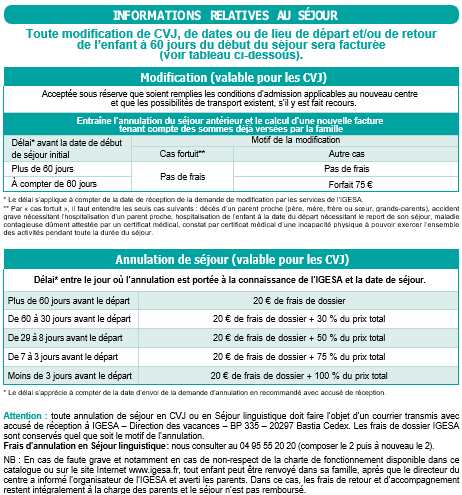 INFORMATIONS RELATIVES AU SÉJOUR
Toute modification de CVJ, de dates ou de lieu de départ et/ou de retour
de l'enfant à 60 jours du début du séjour sera facturée
(voir tableau ci-dessous).
Modification (valable pour les CVJ)
Acceptée sous réserve que soient remplies les conditions d'admission applicables au nouveau centre
et que les possibilités de transport existent, s'il y est fait recours.
Entraîne l'annulation du séjour antérieur et le calcul d'une nouvelle facture
tenant compte des sommes déjà versées par la famille
Délai* avant la date de début
de séjour initial
Motif de la modification
Cas fortuit**
Autre cas
Plus de 60 jours
Pas de frais
Pas de frais
À compter de 60 jours
Forfait 75 €
* Le délai s'applique à compter de la date de réception de la demande de modification par les services de l'IGESA.
** Par « cas fortuit », il faut entendre les seuls cas suivants : décès d'un parent proche (père, mère, frère ou sœur, grands-parents), accident
grave nécessitant l'hospitalisation d'un parent proche, hospitalisation de l'enfant à la date du départ nécessitant le report de son séjour, maladie
contagieuse dûment attestée par un certificat médical, constat par certificat médical d'une incapacité physique à pouvoir exercer l'ensemble
des activités pendant toute la durée du séjour.
Annulation de séjour (valable pour les CVJ)
Délai* entre le jour où l'annulation est portée à la connaissance de l'IGESA et la date de séjour.
Plus de 60 jours avant le départ
20 € de frais de dossier
De 60 à 30 jours avant le départ
20 € de frais de dossier + 30 % du prix total
De 29 à 8 jours avant le départ
20 € de frais de dossier + 50 % du prix total
De 7 à 3 jours avant le départ
20 € de frais de dossier + 75 % du prix total
Moins de 3 jours avant le départ
20 € de frais de dossier + 100 % du prix total
* Le délai s'apprécie à compter de la date d'envoi de la demande d'annulation en recommandé avec accusé de réception.
Attention : toute annulation de séjour en CVJ ou en Séjour linguistique doit faire l'objet d'un courrier transmis avec
accusé de réception à IGESA – Direction des vacances – BP 335 – 20297 Bastia Cedex. Les frais de dossier IGESA
sont conservés quel que soit le motif de l'annulation.
Frais d'annulation en Séjour linguistique : nous consulter au 04 95 55 20 20 (composer le 2 puis à nouveau le 2).
NB : En cas de faute grave et notamment en cas de non-respect de la charte de fonctionnement disponible dans ce
catalogue ou sur le site Internet www.igesa.fr, tout enfant peut être renvoyé dans sa famille, après que le directeur du
centre a informé l'organisateur de l'IGESA et averti les parents. Dans ce cas, les frais de retour et d'accompagnement
restent intégralement à la charge des parents et le séjour n'est pas remboursé.